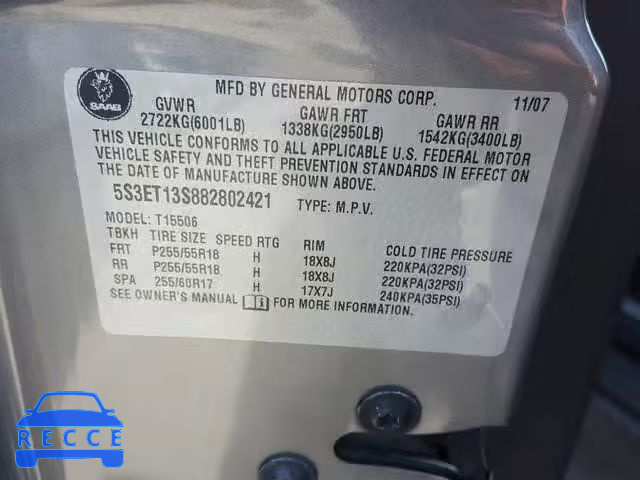 SAAB
MFD BY GENERAL MOTORS CORP. 11/07
GVWR GAWR FRT GAWR RR
2722KG(6001LB) 1338KG(2950LB) 1542KG(3400LB)
THIS VEHICLE CONFORMS TO ALL APPLICABLE U.S. FEDERAL MOTOR
VEHICLE SAFETY AND THEFT PREVENTION STANDARDS IN EFFECT ON
THE DATE OF MANUFACTURE SHOWN ABOVE.
5S3ET13S882802421 TYPE: M.P.V.
MODEL: T15506
TBKH TIRE SIZE SPEED RTG RIM COLD TIRE PRESSURE
FRT P255/55R18 H 18X8J 220KPA(32PSI)
RR P255/55R18 H 18X8J 220KPA(32PSI)
SPA 255/60R17 H 17X7J 240KPA(35PSI)
SEE OWNER'S MANUAL FOR MORE INFORMATION.
RECCE